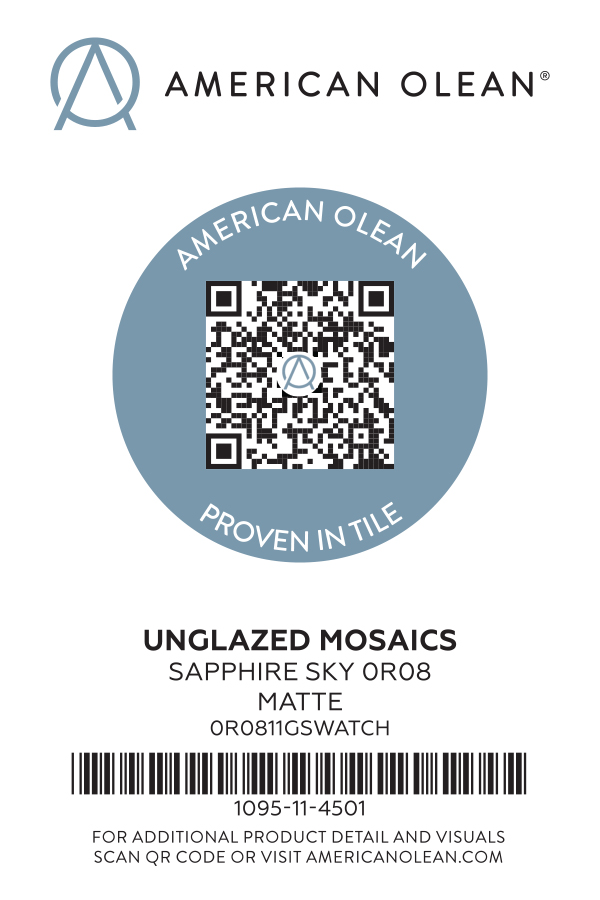 AMERICAN OLEAN®
AMERICAN OLEAN
PROVEN IN TILE
UNGLAZED MOSAICS
SAPPHIRE SKY 0R08
MATTE
0R0811GSWATCH
1095-11-4501
FOR ADDITIONAL PRODUCT DETAIL AND VISUALS
SCAN QR CODE OR VISIT AMERICANOLEAN.COM